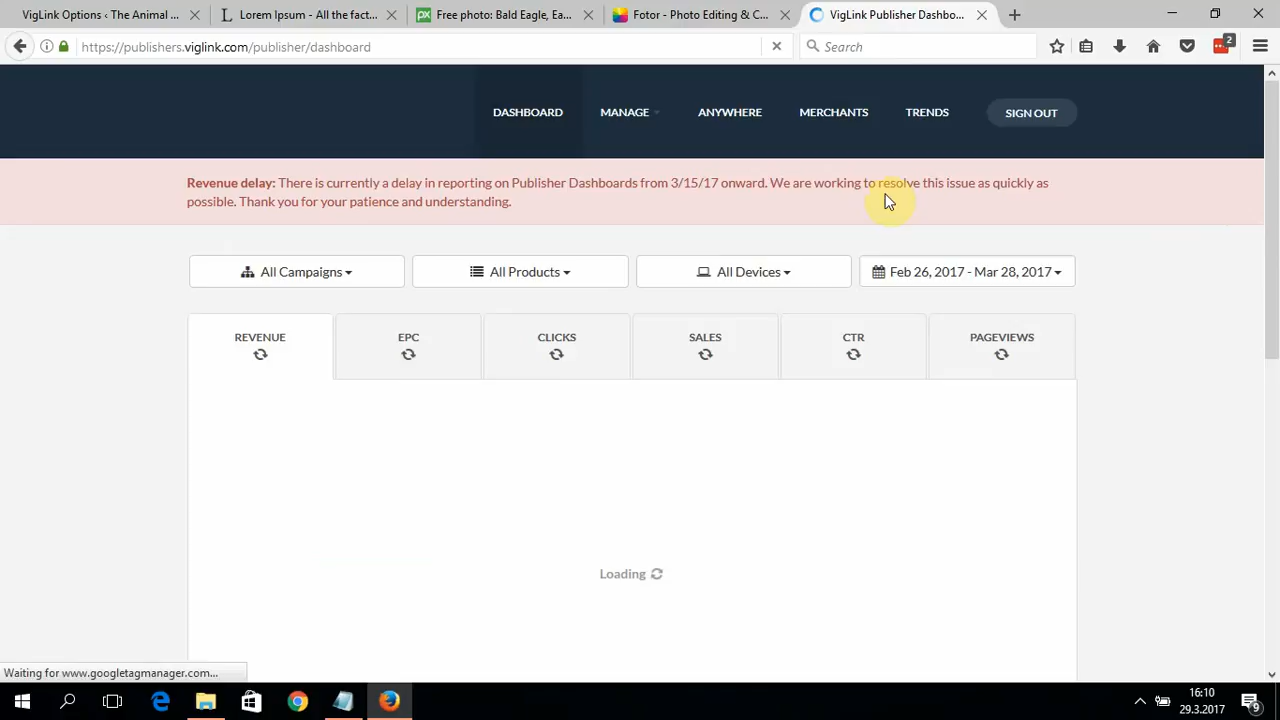 VigLink Options ‹ The Animal ...
Lorem Ipsum - All the fact...
px
Free photo: Bald Eagle, Ea...
Fotor - Photo Editing & C...
VigLink Publisher Dashbo...
https://publishers.viglink.com/publisher/dashboard
Search
2
DASHBOARD
MANAGE
ANYWHERE
MERCHANTS
TRENDS
SIGN OUT
Revenue delay: There is currently a delay in reporting on Publisher Dashboards from 3/15/17 onward. We are working to resolve this issue as quickly as
possible. Thank you for your patience and understanding.
All Campaigns
All Products
All Devices
Feb 26, 2017 - Mar 28, 2017
REVENUE
EPC
CLICKS
SALES
CTR
PAGEVIEWS
Loading
Waiting for www.googletagmanager.com...
16:10
29.3.2017
9